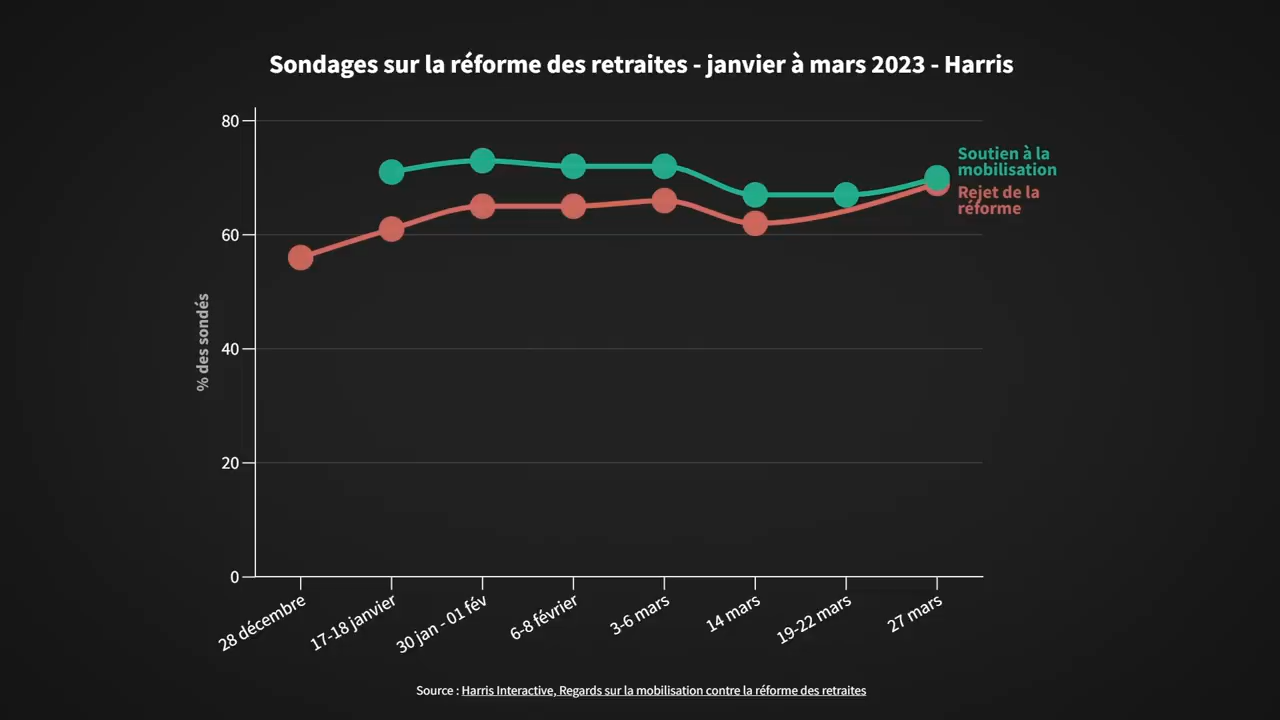 Sondages sur la réforme des retraites - janvier à mars 2023 - Harris
80
60
40
20
0
% des sondés
Soutien à la
mobilisation
Rejet de la
réforme
28 décembre
17-18 janvier
30 jan - 01 fév
6-8 février
3-6 mars
14 mars
19-22 mars
27 mars
Source : Harris Interactive, Regards sur la mobilisation contre la réforme des retraites